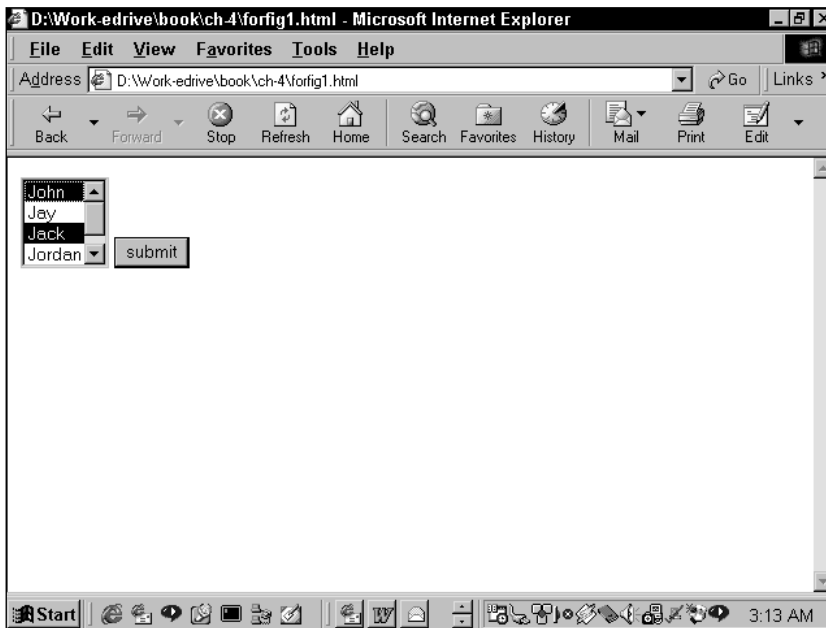 D:\Work-edrive\book\ch-4\forfig1.html - Microsoft Internet Explorer
File Edit View Favorites Tools Help
Address D:\Work-edrive\book\ch-4\forfig1.html Go Links
Back Forward Stop Refresh Home Search Favorites History Mail Print Edit
John
Jay
Jack
Jordan submit
Start 3:13 AM